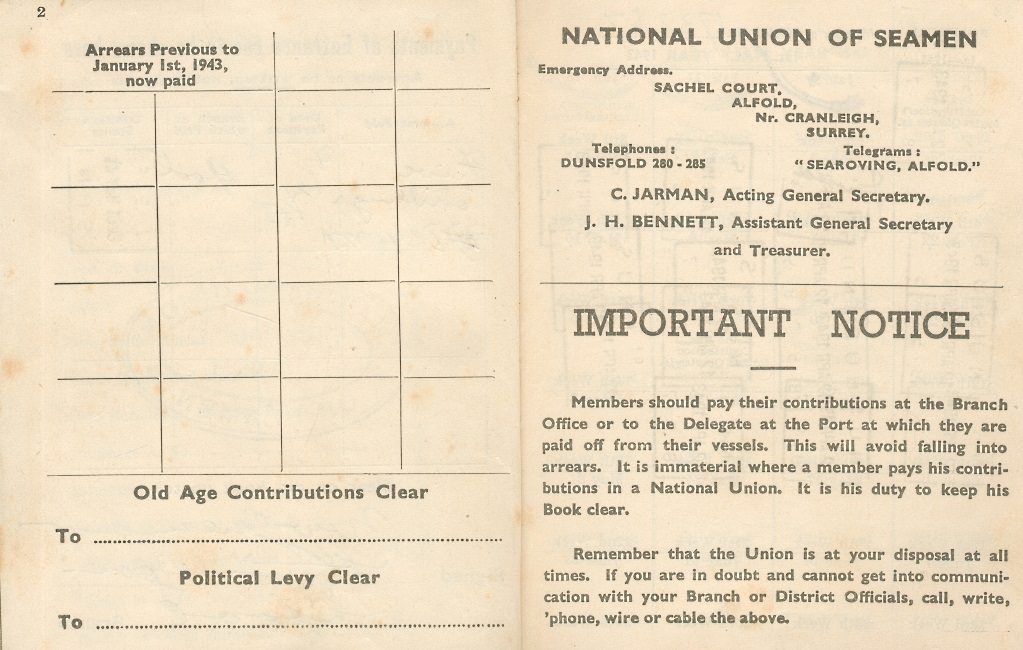 2
Arrears Previous to
January 1st, 1943,
now paid
Old Age Contributions Clear
To
Political Levy Clear
To
NATIONAL UNION OF SEAMEN
Emergency Address.
SACHEL COURT,
ALFOLD,
Nr. CRANLEIGH,
SURREY.
Telephones :
DUNSFOLD 280 - 285
Telegrams :
"SEAROVING, ALFOLD."
C. JARMAN, Acting General Secretary.
J. H. BENNETT, Assistant General Secretary
and Treasurer.
IMPORTANT NOTICE
Members should pay their contributions at the Branch
Office or to the Delegate at the Port at which they are
paid off from their vessels. This will avoid falling into
arrears. It is immaterial where a member pays his contri-
butions in a National Union. It is his duty to keep his
Book clear.
Remember that the Union is at your disposal at all
times. If you are in doubt and cannot get into communi-
cation with your Branch or District Officials, call, write,
'phone, wire or cable the above.